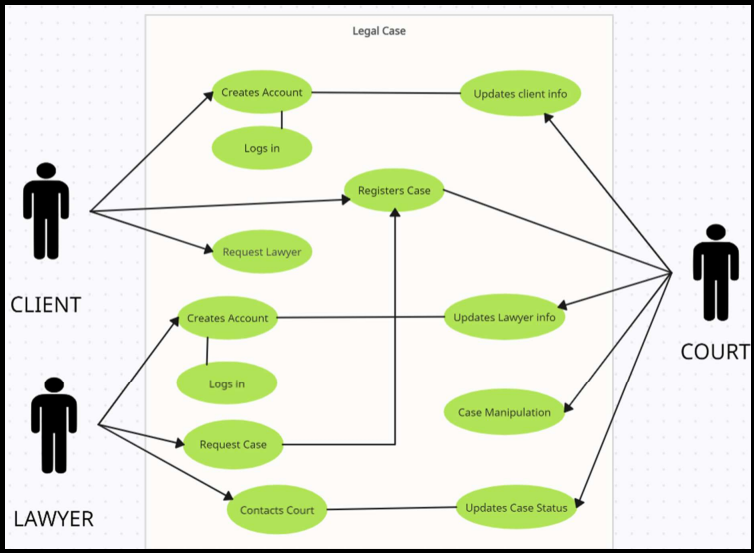 Legal Case
Creates Account
Updates client info
Logs in
Registers Case
Request Lawyer
CLIENT
Creates Account
Updates Lawyer info
COURT
Logs in
Case Manipulation
Request Case
Contacts Court
Updates Case Status
LAWYER